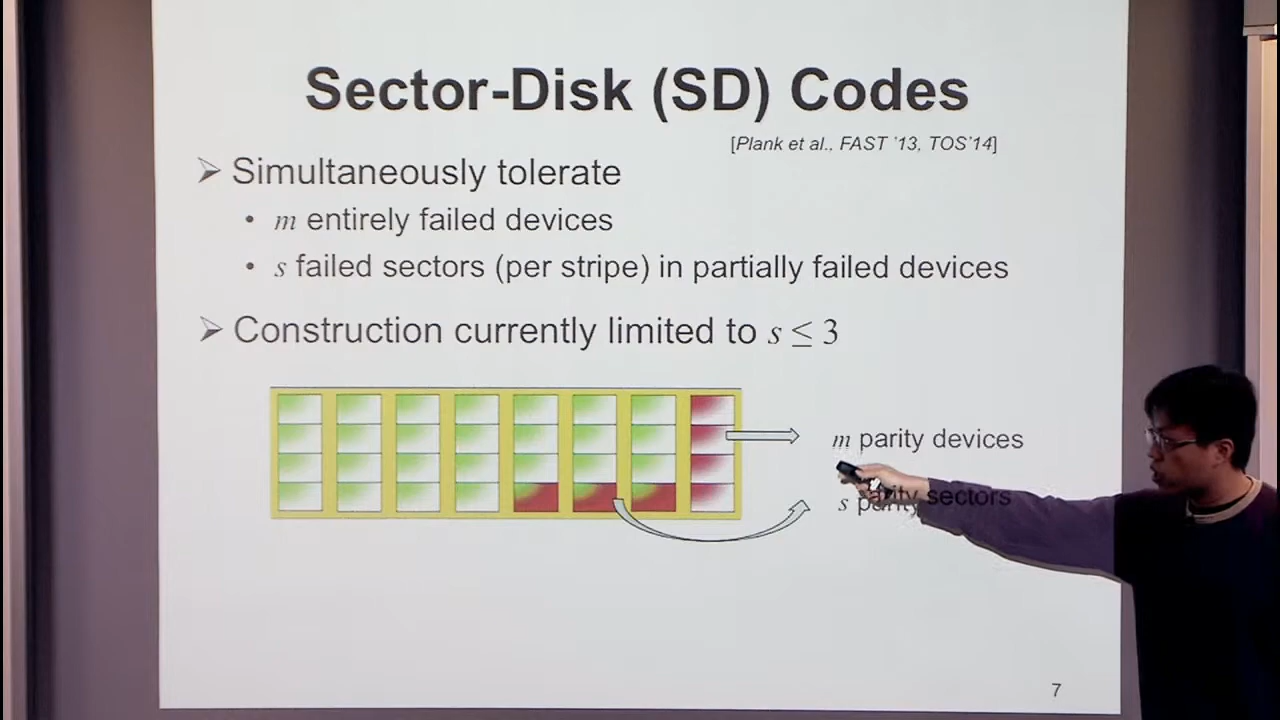 Sector-Disk (SD) Codes
[Plank et al., FAST '13, TOS'14]
Simultaneously tolerate
m entirely failed devices
s failed sectors (per stripe) in partially failed devices
Construction currently limited to s ≤ 3
m parity devices
s parity sectors
7